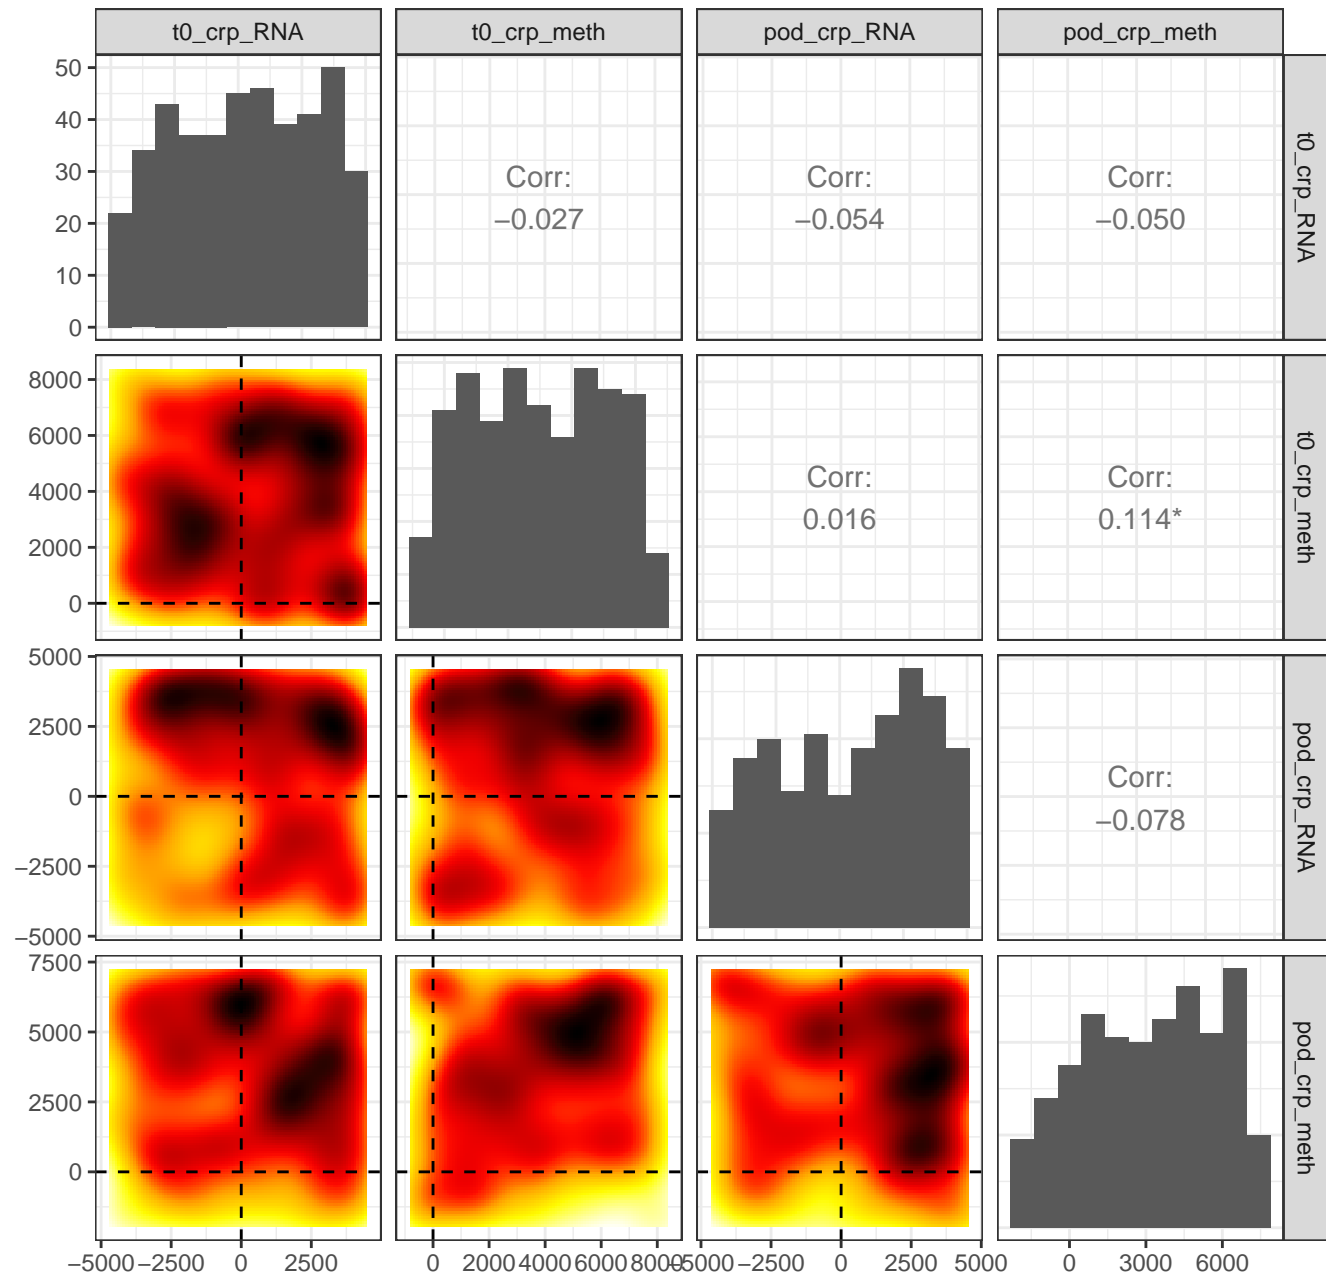 t0_crp_RNA t0_crp_meth pod_crp_RNA pod_crp_meth
50
40
30
20
10
0
Corr:
−0.027
Corr:
−0.054
Corr:
−0.050
t0_crp_RNA
8000
6000
4000
2000
0
Corr:
0.016
Corr:
0.114*
t0_crp_meth
5000
2500
0
−2500
−5000
Corr:
−0.078
pod_crp_RNA
7500
5000
2500
0
pod_crp_meth
−5000 −2500 0 2500
0 2000 4000 6000 8000
−5000 −2500 0 2500 5000
0 3000 6000